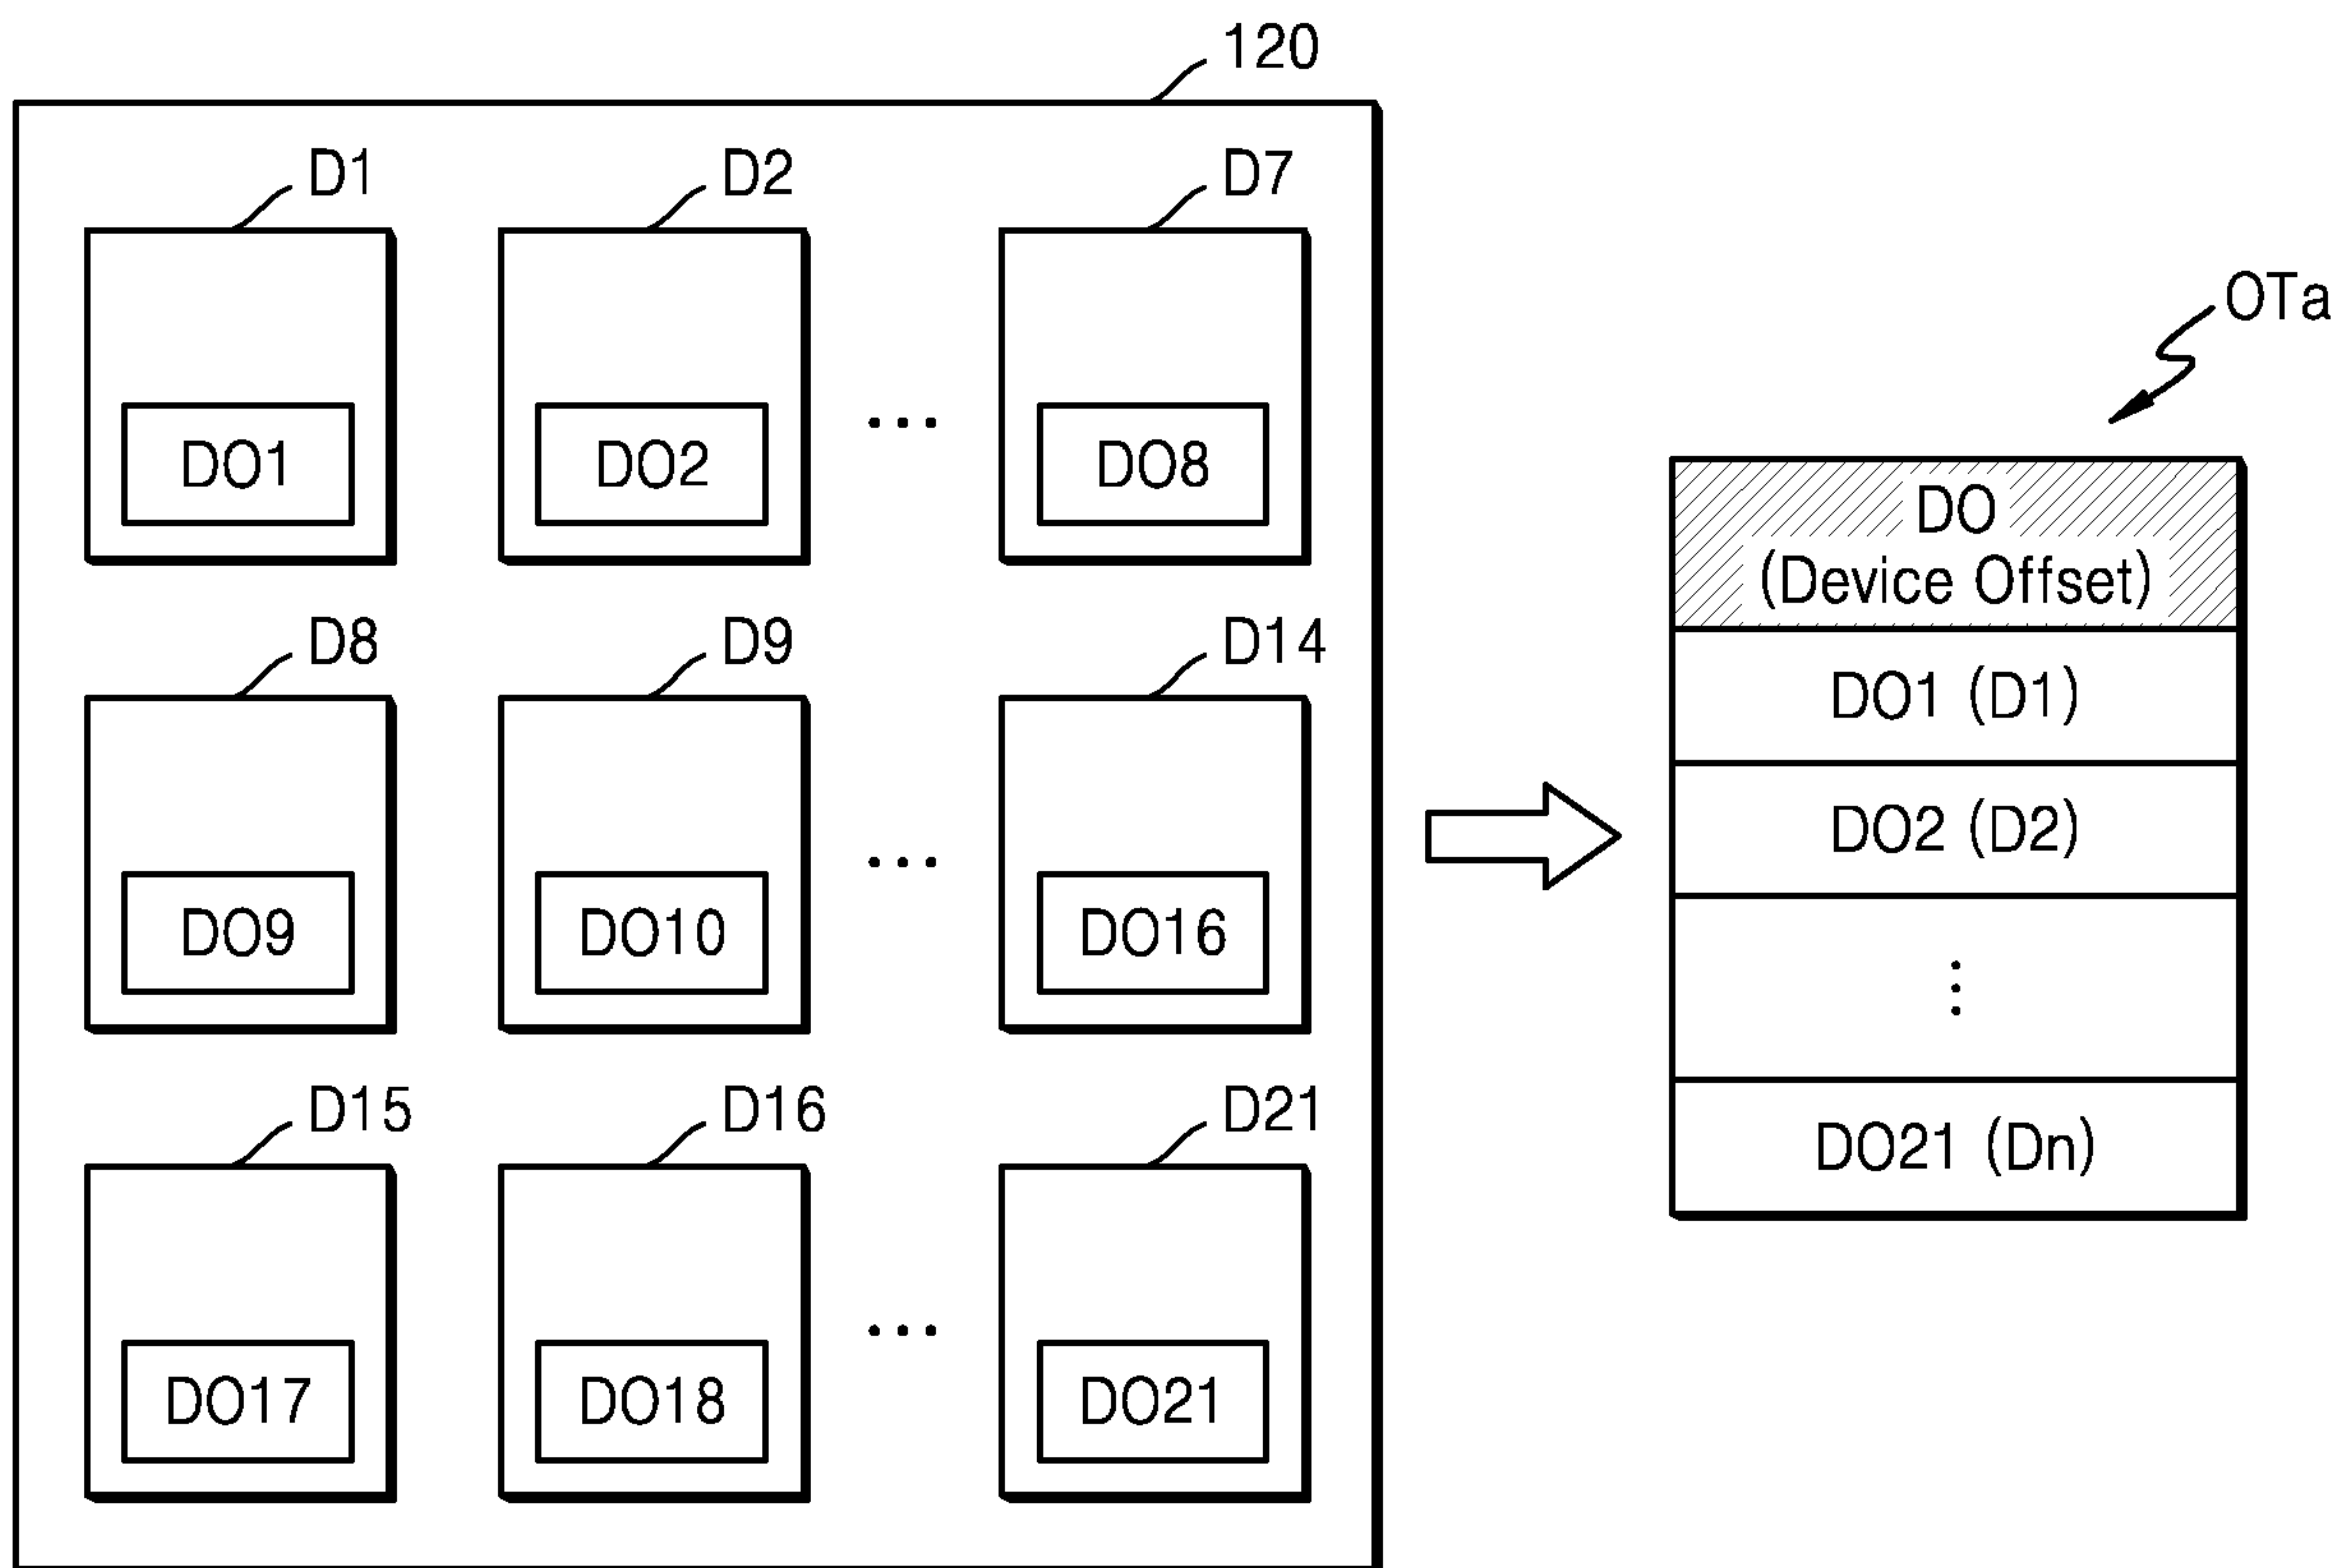 120
D1 D2 D7
DO1 DO2 ... DO8
D8 D9 D14
DO9 DO10 ... DO16
D15 D16 D21
DO17 DO18 ... DO21
OTa
DO
(Device Offset)
DO1 (D1)
DO2 (D2)
⋮
DO21 (Dn)